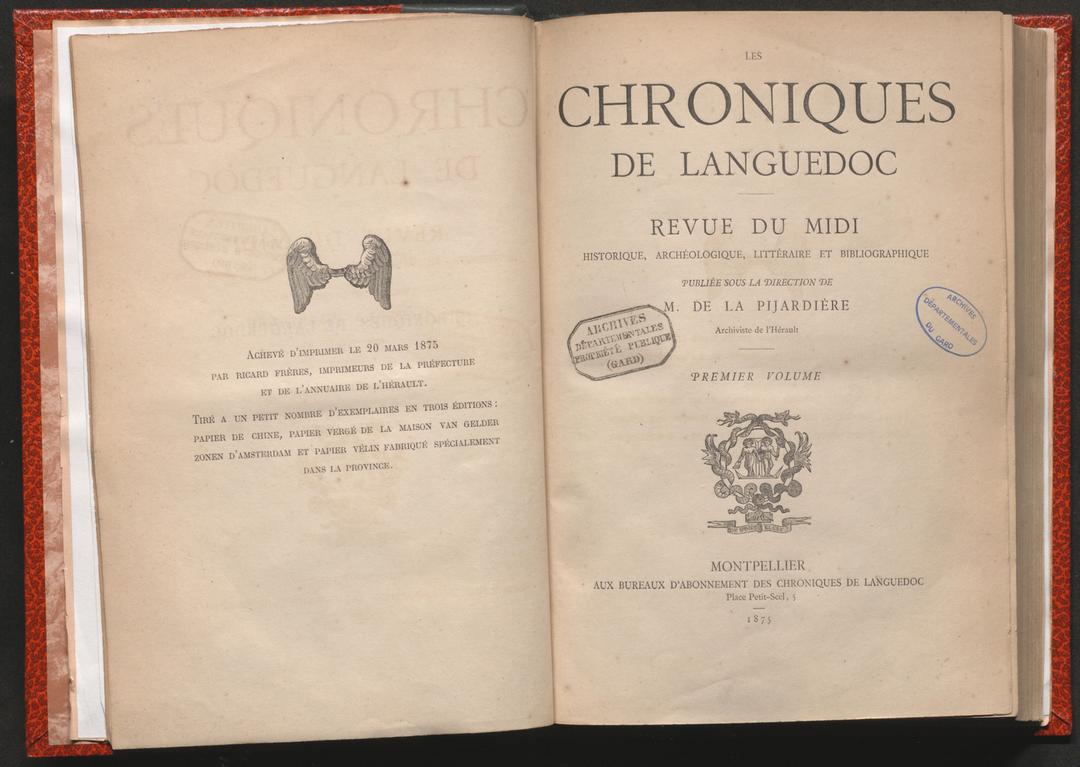 ACHEVÉ D'IMPRIMER LE 20 MARS 1875
PAR RICARD FRÈRES, IMPRIMEURS DE LA PRÉFECTURE
ET DE L'ANNUAIRE DE L'HÉRAULT.
TIRÉ A UN PETIT NOMBRE D'EXEMPLAIRES EN TROIS ÉDITIONS :
PAPIER DE CHINE, PAPIER VERGÉ DE LA MAISON VAN GELDER
ZONEN D'AMSTERDAM ET PAPIER VÉLIN FABRIQUÉ SPÉCIALEMENT
DANS LA PROVINCE.
LES
CHRONIQUES
DE LANGUEDOC
REVUE DU MIDI
HISTORIQUE, ARCHÉOLOGIQUE, LITTÉRAIRE ET BIBLIOGRAPHIQUE
PUBLIÉE SOUS LA DIRECTION DE
M. DE LA PIJARDIÈRE
Archiviste de l'Hérault
ARCHIVES
DÉPARTEMENTALES
PROPRIÉTÉ PUBLIQUE
(GARD)
ARCHIVES
DÉPARTEMENTALES
DU GARD
PREMIER VOLUME
MONTPELLIER
AUX BUREAUX D'ABONNEMENT DES CHRONIQUES DE LANGUEDOC
Place Petit-Scel, 5
1875